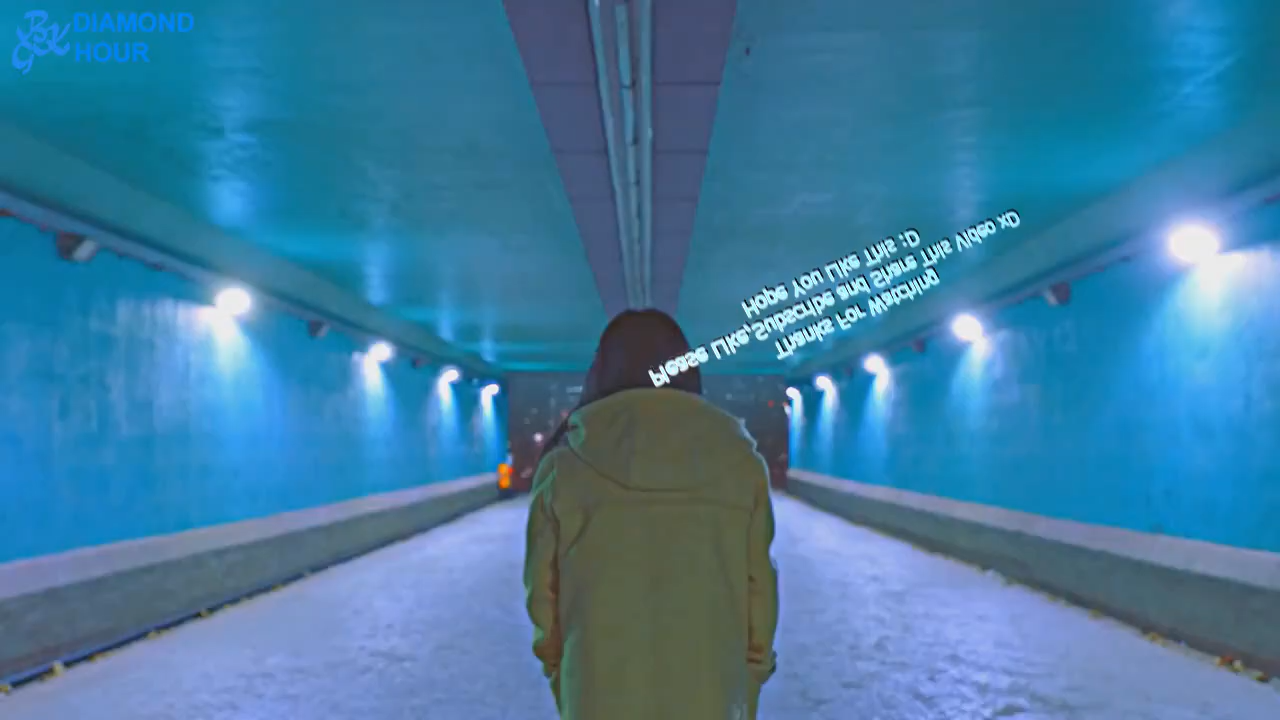 DIAMOND
HOUR
Thanks For Watching
Please Like,Subscribe and Share This Video xD
Hope You Like This :D